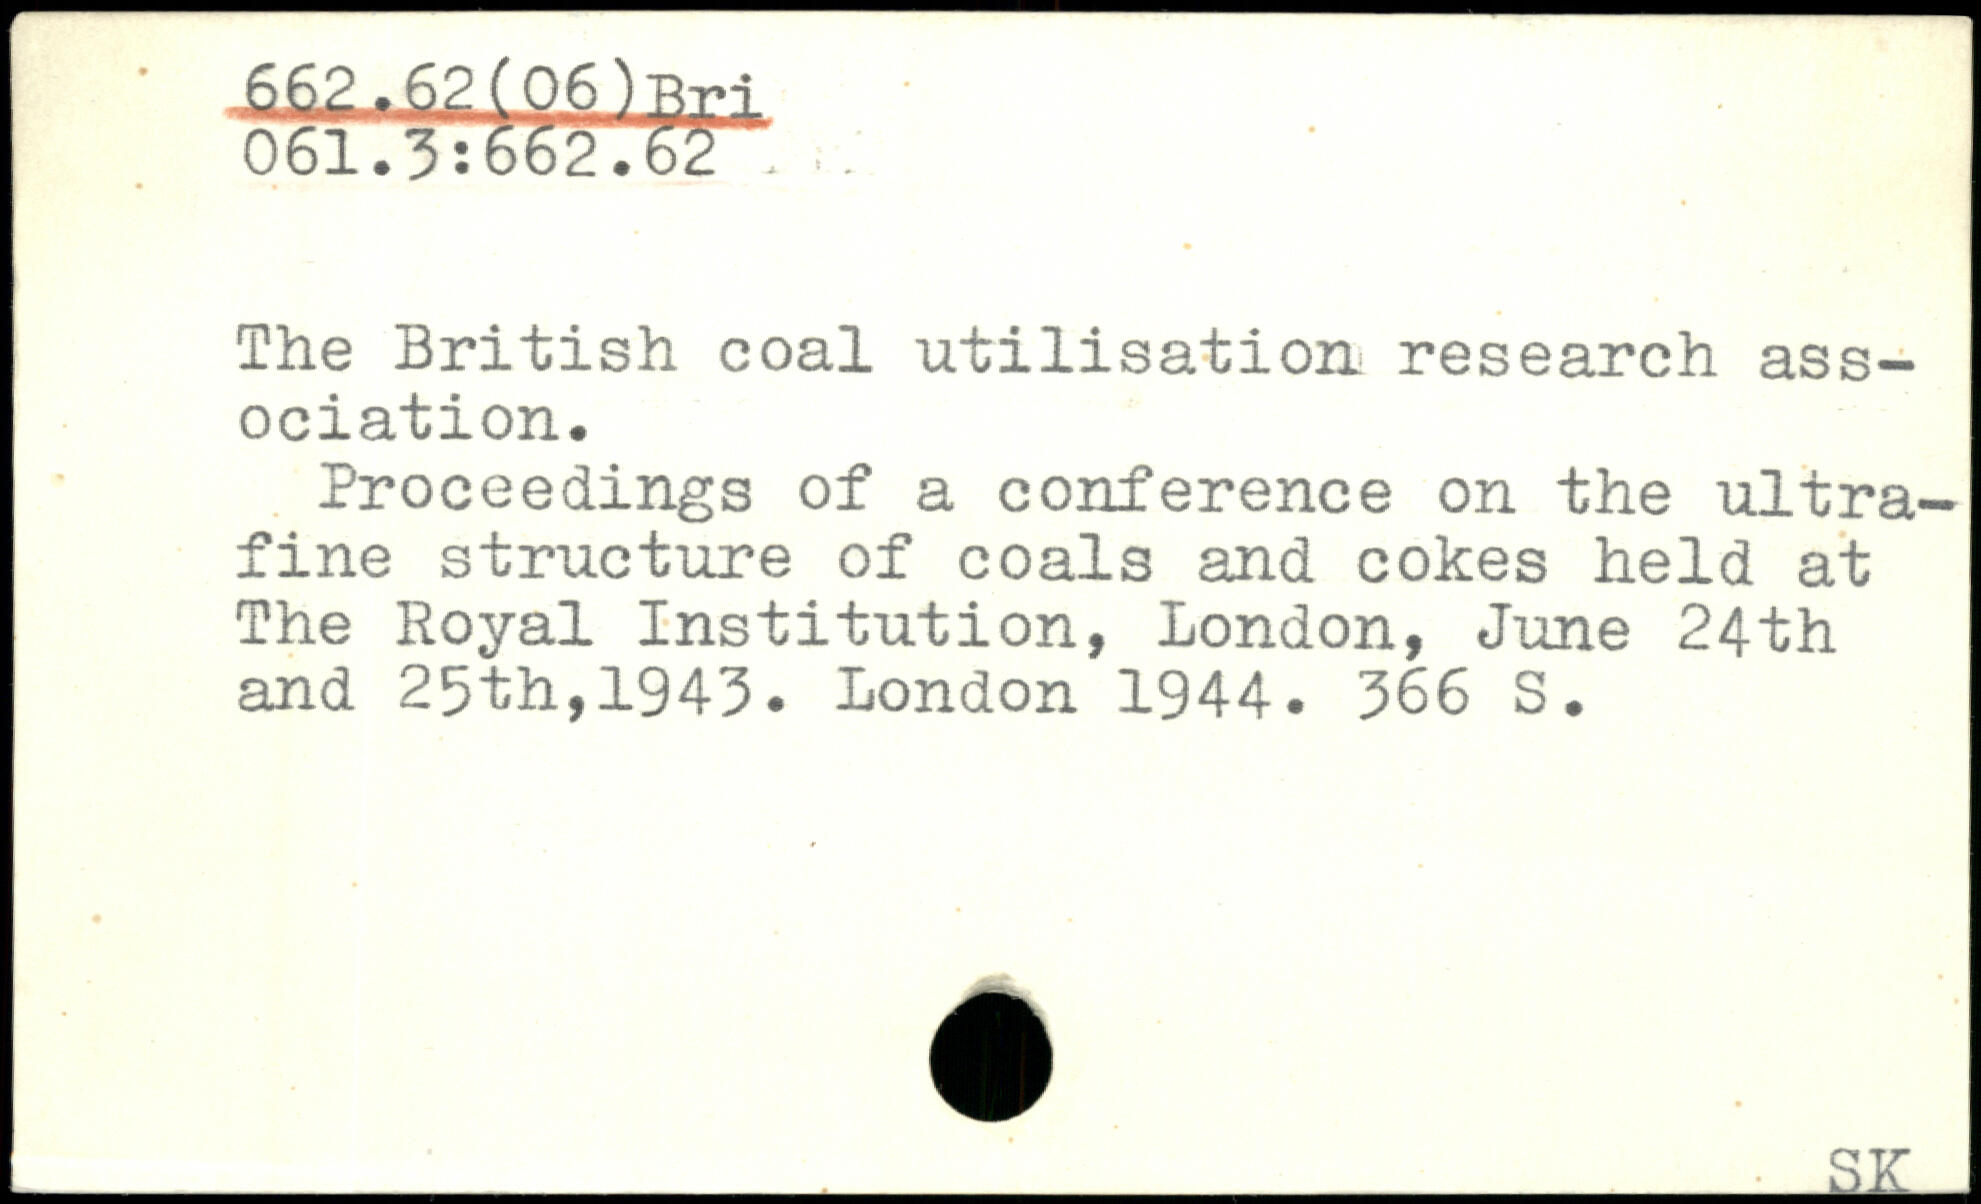 662.62(06)Bri
061.3:662.62
The British coal utilisation research ass-
ociation.
Proceedings of a conference on the ultra-
fine structure of coals and cokes held at
The Royal Institution, London, June 24th
and 25th,1943. London 1944. 366 S.
SK